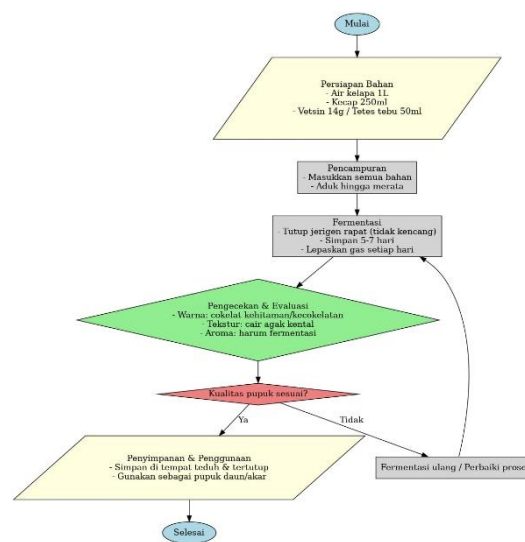 Mulai
Persiapan Bahan
- Air kelapa 1L
- Kecap 250ml
- Vetsin 14g / Tetes tebu 50ml
Pencampuran
- Masukkan semua bahan
- Aduk hingga merata
Fermentasi
- Tutup jerigen rapat (tidak kencang)
- Simpan 5-7 hari
- Lepaskan gas setiap hari
Pengecekan & Evaluasi
- Warna: cokelat kehitaman/kecokelatan
- Tekstur: cair agak kental
- Aroma: harum fermentasi
Kualitas pupuk sesuai?
Ya
Tidak
Penyimpanan & Penggunaan
- Simpan di tempat teduh & tertutup
- Gunakan sebagai pupuk daun/akar
Fermentasi ulang / Perbaiki prose
Selesai